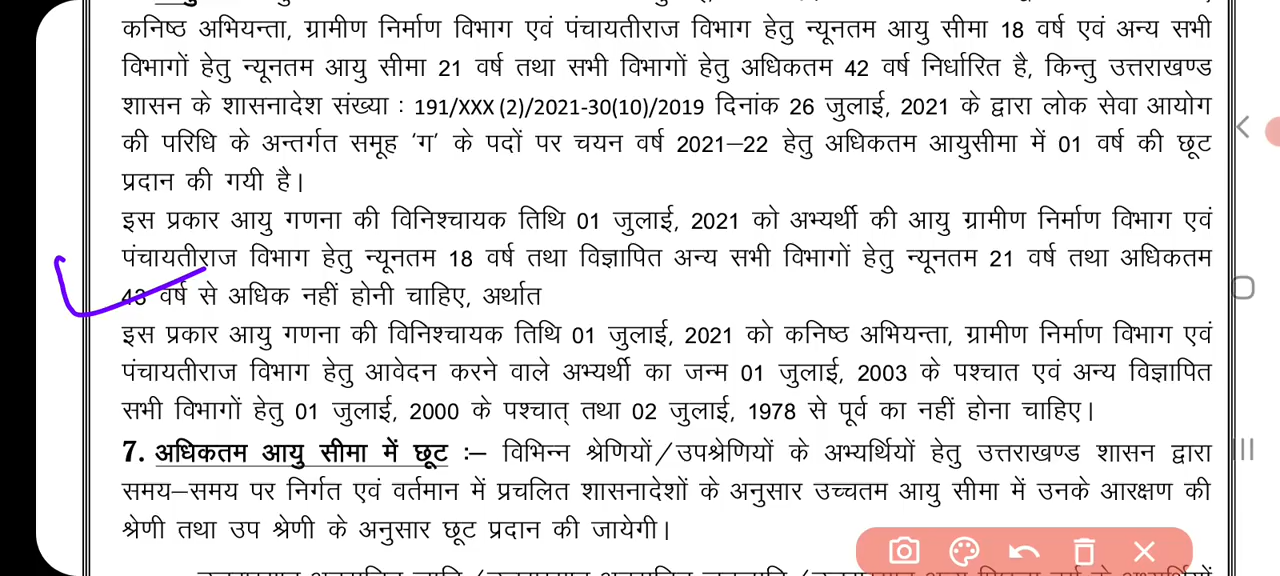 कनिष्ठ अभियन्ता, ग्रामीण निर्माण विभाग एवं पंचायतीराज विभाग हेतु न्यूनतम आयु सीमा 18 वर्ष एवं अन्य सभी
विभागों हेतु न्यूनतम आयु सीमा 21 वर्ष तथा सभी विभागों हेतु अधिकतम 42 वर्ष निर्धारित है, किन्तु उत्तराखण्ड
शासन के शासनादेश संख्या : 191/XXX (2)/2021-30(10)/2019 दिनांक 26 जुलाई, 2021 के द्वारा लोक सेवा आयोग
की परिधि के अन्तर्गत समूह ‘ग’ के पदों पर चयन वर्ष 2021–22 हेतु अधिकतम आयुसीमा में 01 वर्ष की छूट
प्रदान की गयी है।
इस प्रकार आयु गणना की विनिश्चायक तिथि 01 जुलाई, 2021 को अभ्यर्थी की आयु ग्रामीण निर्माण विभाग एवं
पंचायतीराज विभाग हेतु न्यूनतम 18 वर्ष तथा विज्ञापित अन्य सभी विभागों हेतु न्यूनतम 21 वर्ष तथा अधिकतम
43 वर्ष से अधिक नहीं होनी चाहिए, अर्थात
इस प्रकार आयु गणना की विनिश्चायक तिथि 01 जुलाई, 2021 को कनिष्ठ अभियन्ता, ग्रामीण निर्माण विभाग एवं
पंचायतीराज विभाग हेतु आवेदन करने वाले अभ्यर्थी का जन्म 01 जुलाई, 2003 के पश्चात एवं अन्य विज्ञापित
सभी विभागों हेतु 01 जुलाई, 2000 के पश्चात् तथा 02 जुलाई, 1978 से पूर्व का नहीं होना चाहिए।
7. अधिकतम आयु सीमा में छूट :– विभिन्न श्रेणियों/उपश्रेणियों के अभ्यर्थियों हेतु उत्तराखण्ड शासन द्वारा
समय–समय पर निर्गत एवं वर्तमान में प्रचलित शासनादेशों के अनुसार उच्चतम आयु सीमा में उनके आरक्षण की
श्रेणी तथा उप श्रेणी के अनुसार छूट प्रदान की जायेगी।